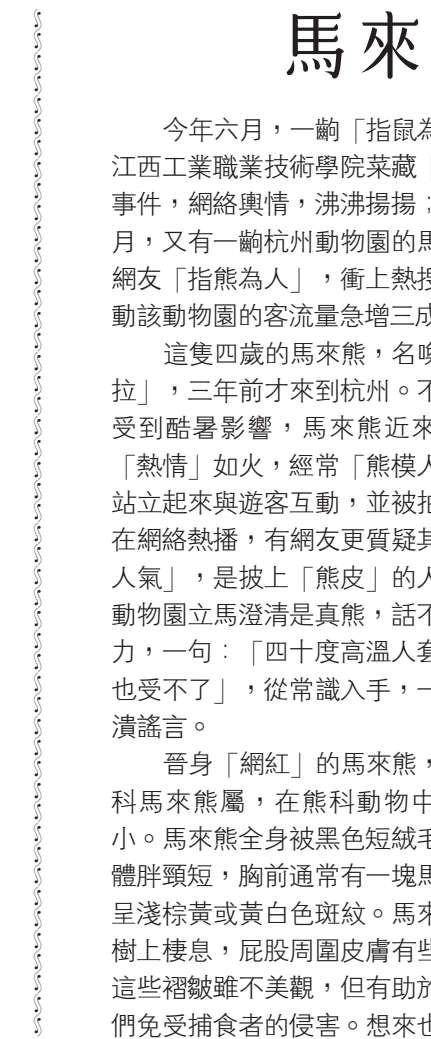 馬來
今年六月，一齣「指鼠為
江西工業職業技術學院菜藏「
事件，網絡輿情，沸沸揚揚；
月，又有一齣杭州動物園的馬
網友「指熊為人」，衝上熱搜
動該動物園的客流量急增三成
這隻四歲的馬來熊，名喚
拉」，三年前才來到杭州。不
受到酷暑影響，馬來熊近來
「熱情」如火，經常「熊模人
站立起來與遊客互動，並被拍
在網絡熱播，有網友更質疑其
人氣」，是披上「熊皮」的人
動物園立馬澄清是真熊，話不
力，一句：「四十度高溫人套
也受不了」，從常識入手，一
潰謠言。
晉身「網紅」的馬來熊，
科馬來熊屬，在熊科動物中
小。馬來熊全身被黑色短絨毛
體胖頸短，胸前通常有一塊馬
呈淺棕黃或黃白色斑紋。馬來
樹上棲息，屁股周圍皮膚有些
這些褶皺雖不美觀，但有助於
們免受捕食者的侵害。想來也